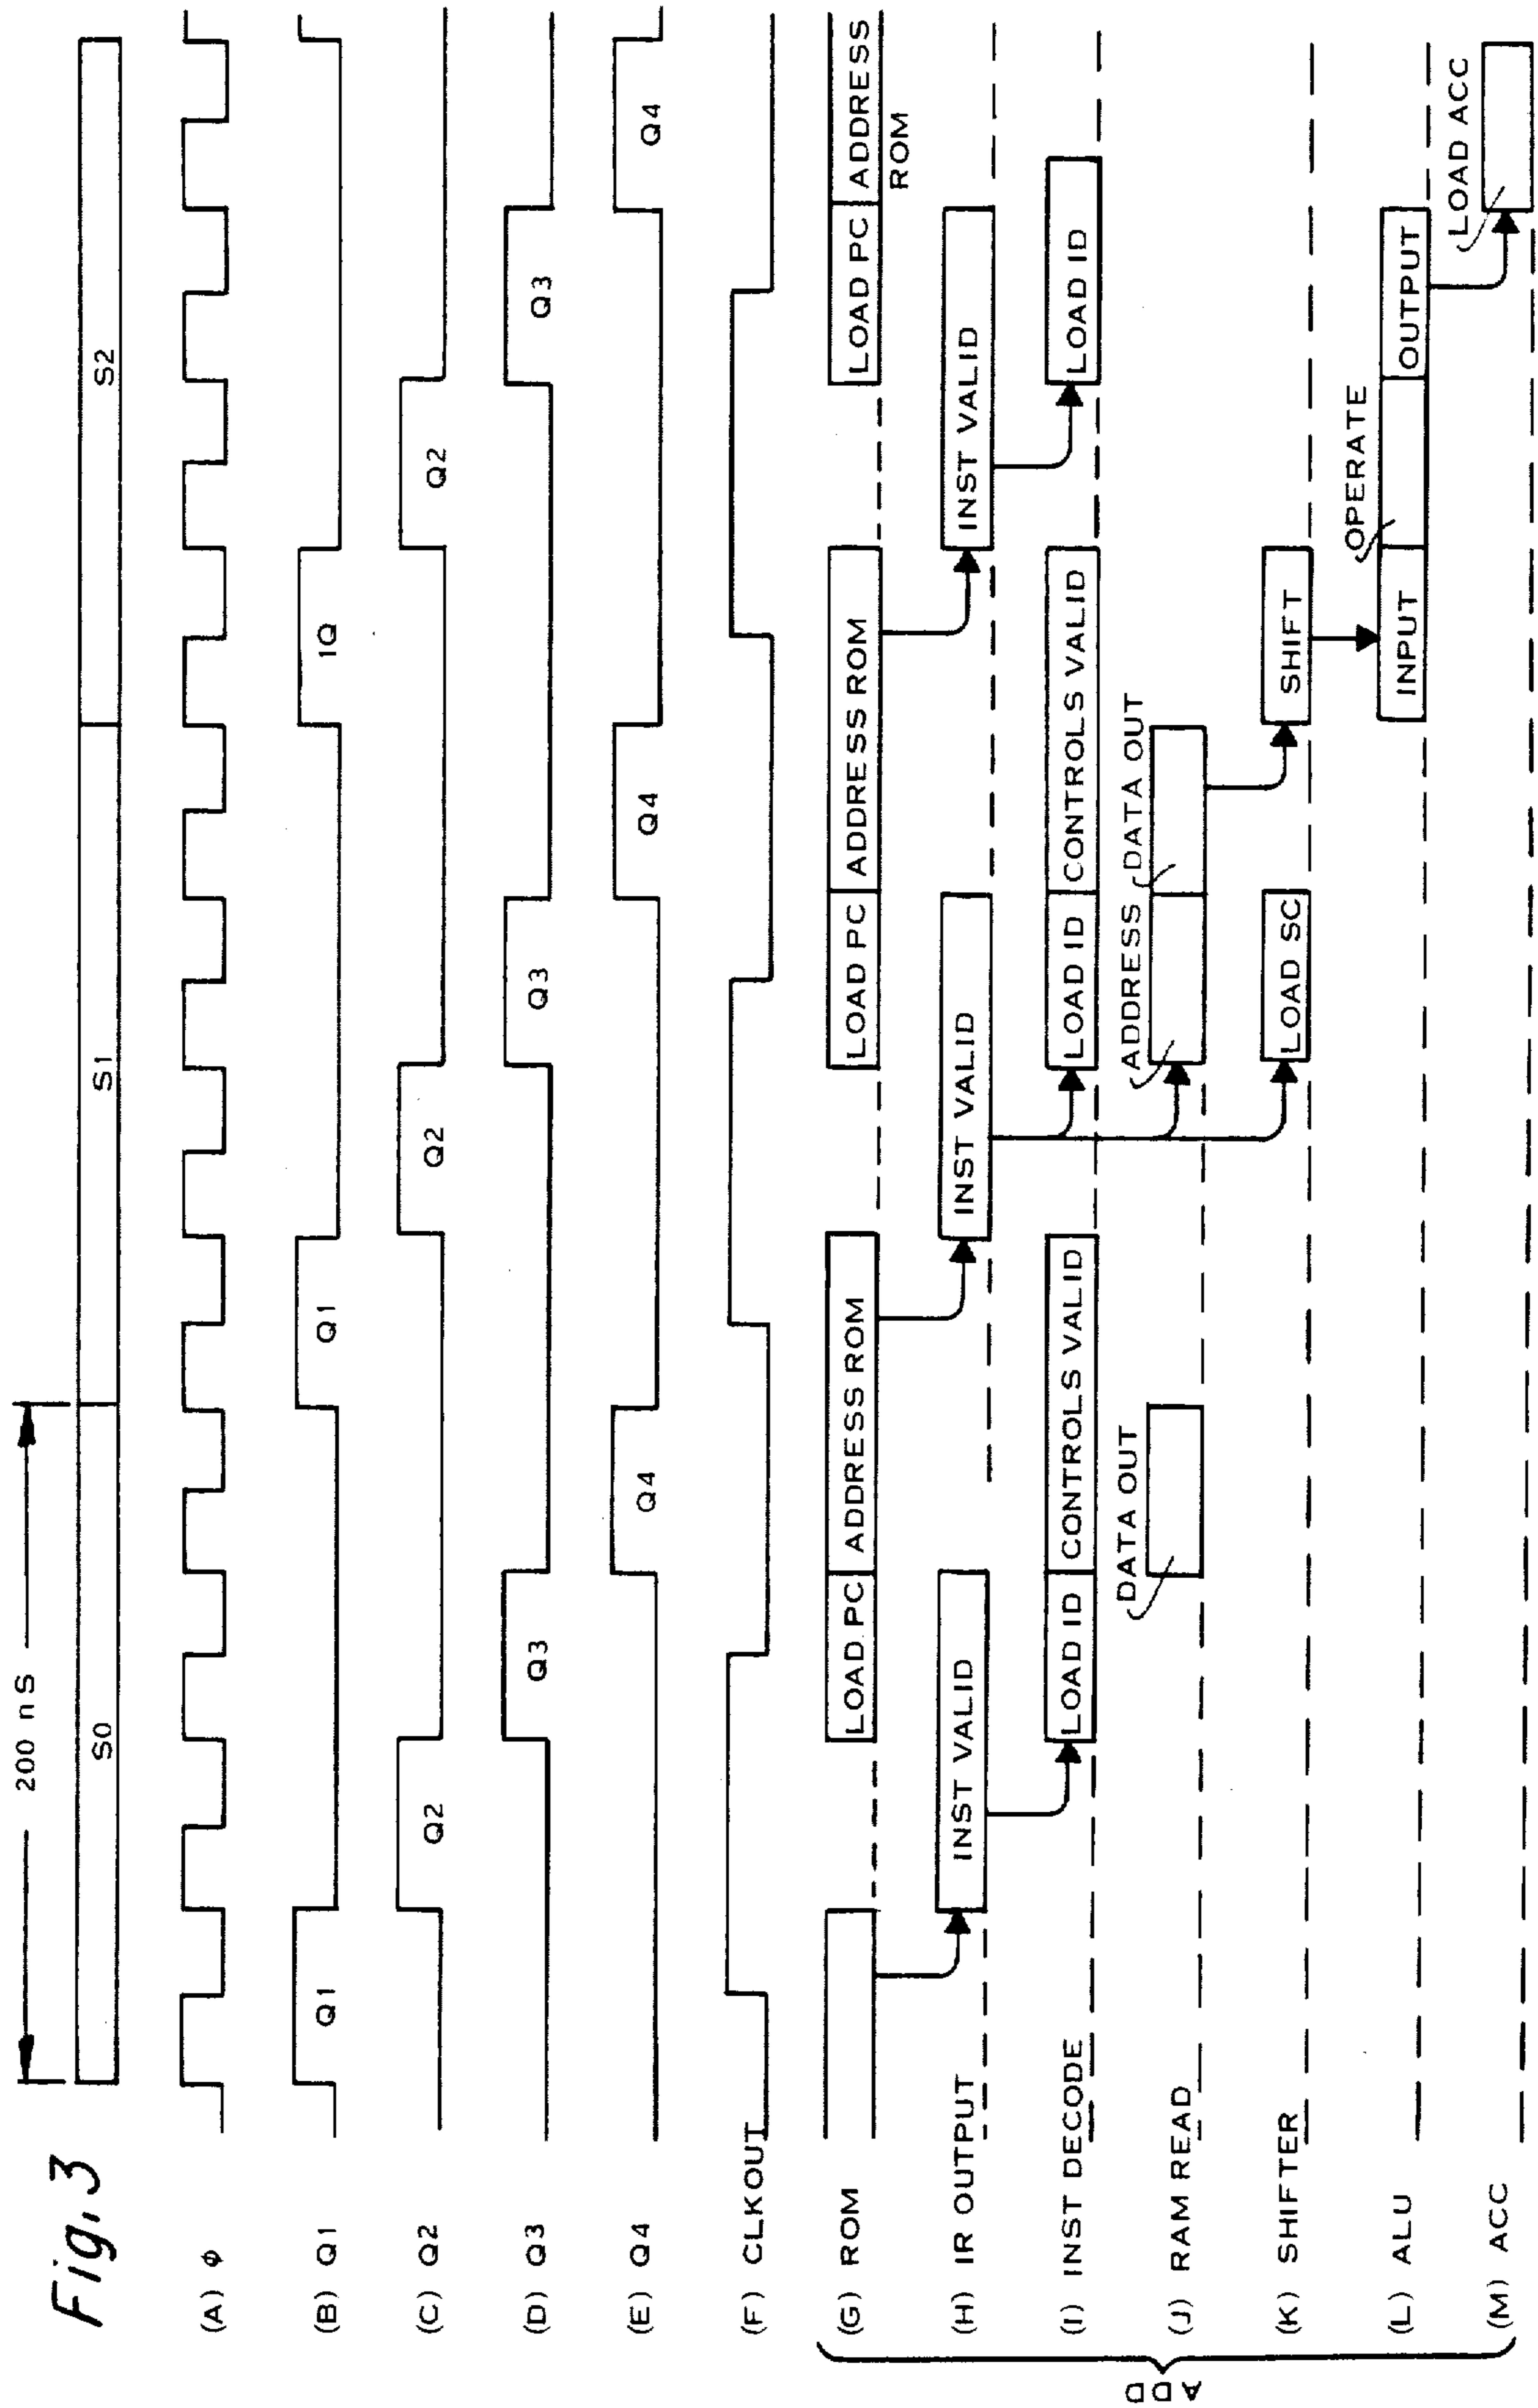 Fig. 3
200 nS
S0 S1 S2
(A) ϕ
(B) Q1 Q1 Q1 1Q
(C) Q2 Q2 Q2 Q2
(D) Q3 Q3 Q3 Q3
(E) Q4 Q4 Q4 Q4
(F) CLKOUT
(G) ROM LOAD PC ADDRESS ROM LOAD PC ADDRESS ROM LOAD PC ADDRESS
ROM
(H) IR OUTPUT INST VALID INST VALID INST VALID
(I) INST DECODE LOAD ID CONTROLS VALID LOAD ID CONTROLS VALID LOAD ID
DATA OUT ADDRESS DATA OUT
(J) RAM READ
(K) SHIFTER LOAD SC SHIFT
OPERATE
(L) ALU INPUT OUTPUT
LOAD ACC
(M) ACC
ADD